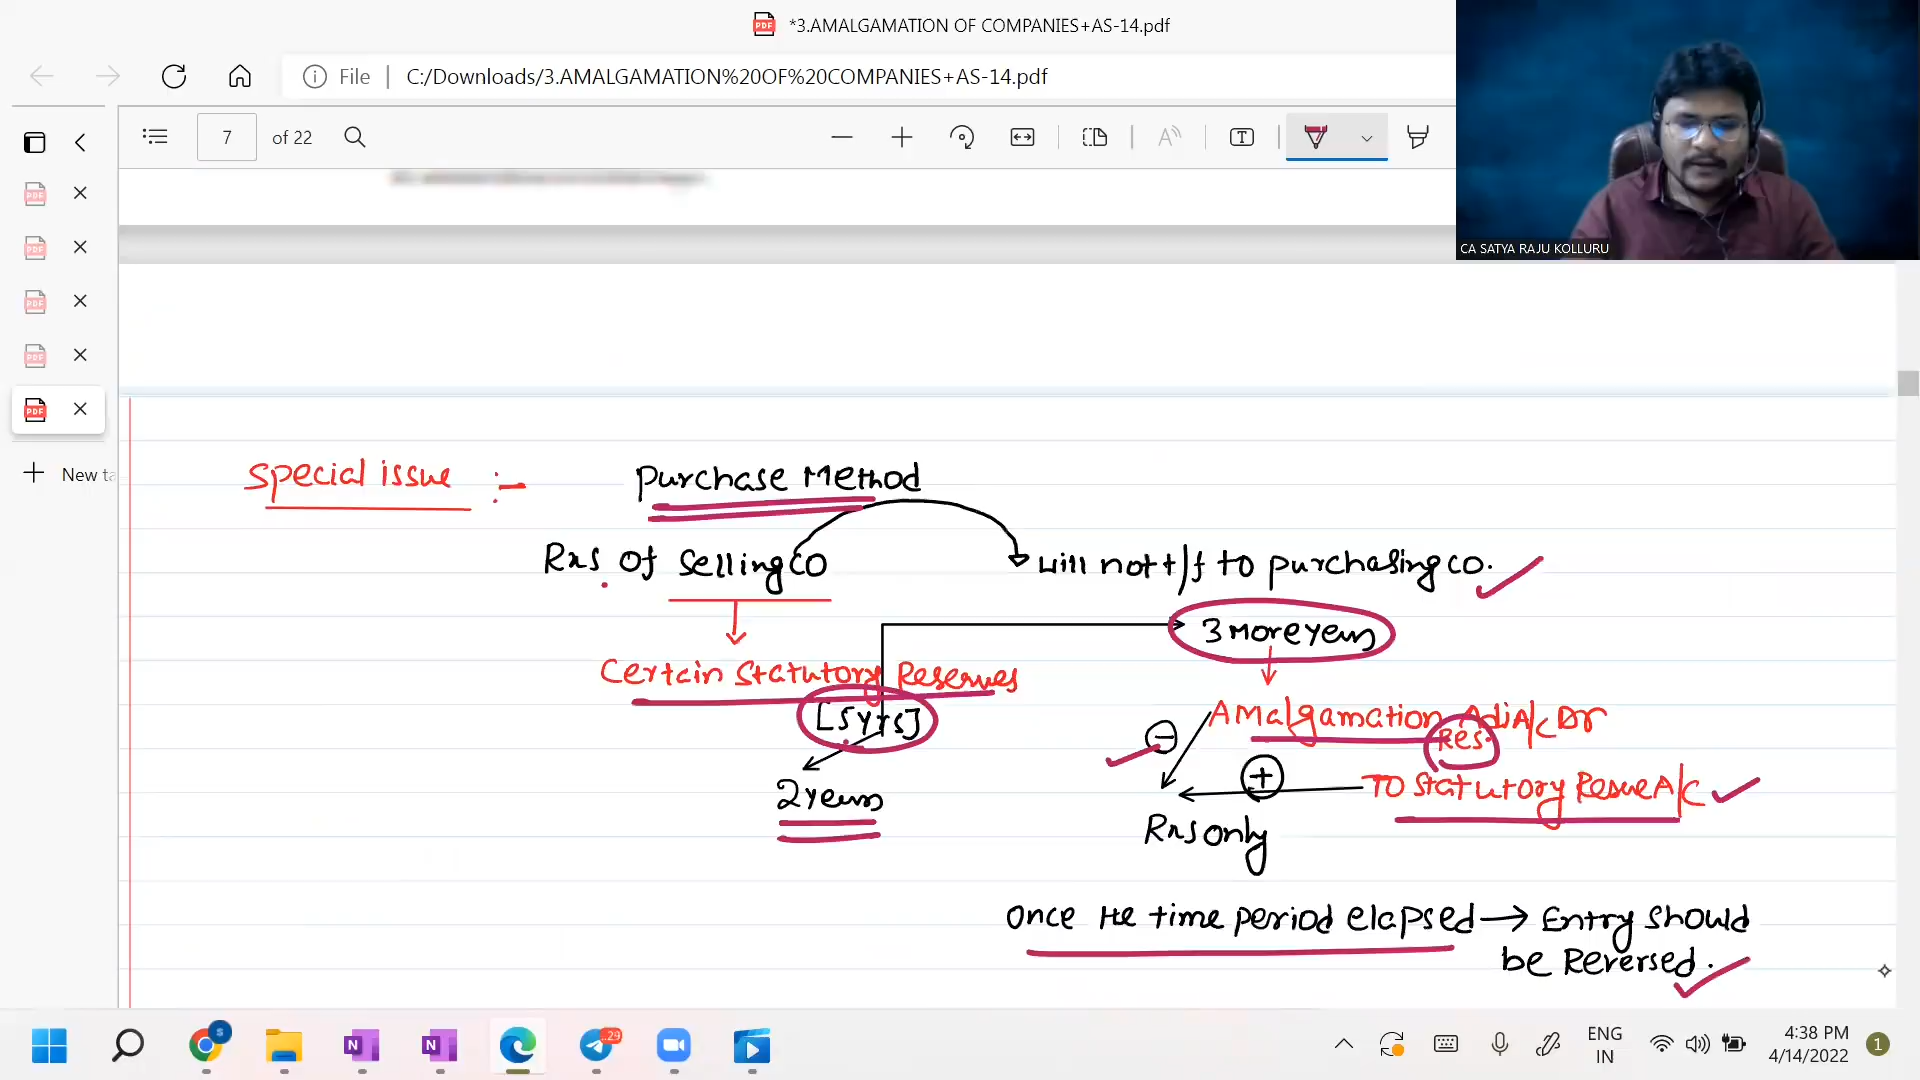 *3.AMALGAMATION OF COMPANIES+AS-14.pdf
File | C:/Downloads/3.AMALGAMATION%20OF%20COMPANIES+AS-14.pdf
7 of 22
CA SATYA RAJU KOLLURU
New ta
Special issue :- Purchase Method
Rxs Of Selling CO will not t/f to purchasing co.
3 More years
Certain Statutory Reserves
[5yrs]
Amalgamation Adj A/c Dr
Res.
-
2 years
+
To Statutory Resue A/c
Rxs only
Once the time period elapsed → Entry should
be Reversed.
29
ENG
IN
4:38 PM
4/14/2022
1